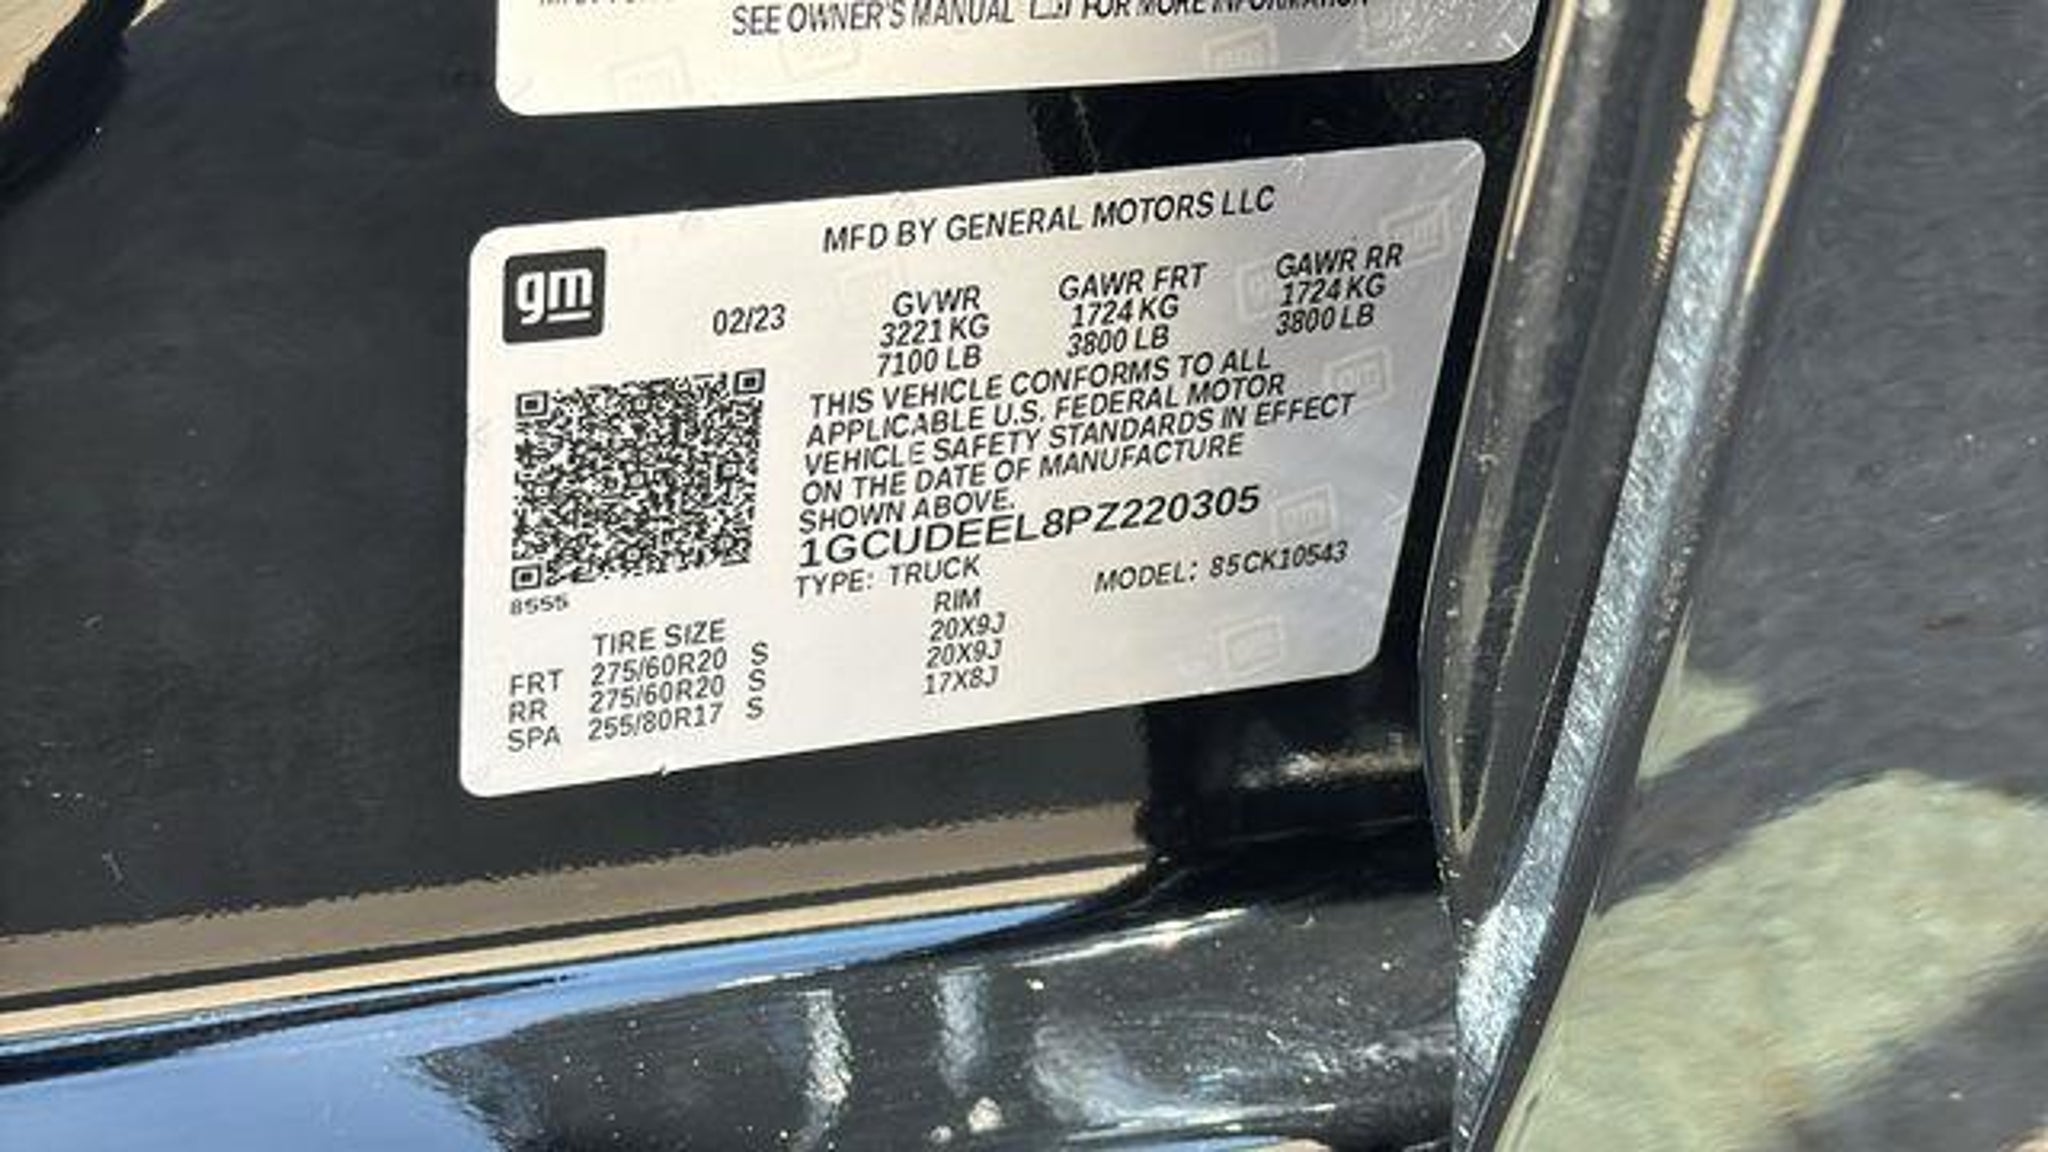 SEE OWNER'S MANUAL FOR MORE INFORMATION
MFD BY GENERAL MOTORS LLC
gm
02/23
GVWR GAWR FRT GAWR RR
3221 KG 1724 KG 1724 KG
7100 LB 3800 LB 3800 LB
THIS VEHICLE CONFORMS TO ALL
APPLICABLE U.S. FEDERAL MOTOR
VEHICLE SAFETY STANDARDS IN EFFECT
ON THE DATE OF MANUFACTURE
SHOWN ABOVE.
1GCUDEEL8PZ220305
TYPE: TRUCK MODEL: 85CK10543
8555
TIRE SIZE RIM
FRT 275/60R20 S 20X9J
RR 275/60R20 S 20X9J
SPA 255/80R17 S 17X8J